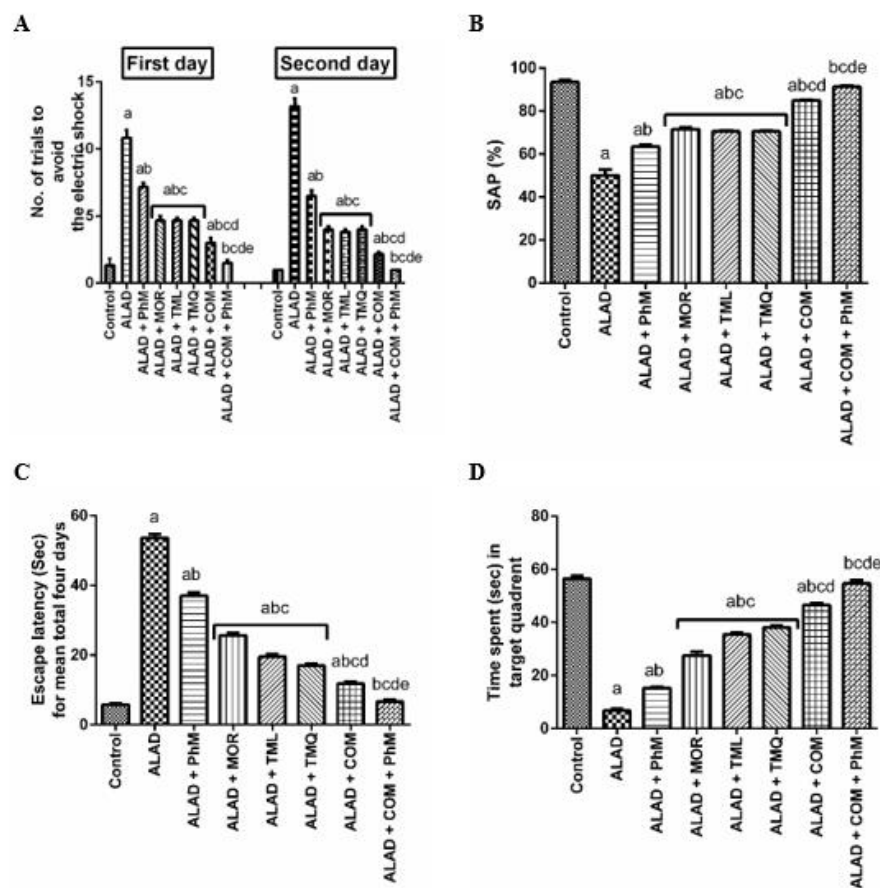 A
First day
Second day
No. of trials to
avoid
the electric shock
15
10
5
0
a
ab
abc
abcd
bcde
a
ab
abc
abcd
bcde
Control
ALAD
ALAD + PhM
ALAD + MOR
ALAD + TML
ALAD + TMQ
ALAD + COM
ALAD + COM + PhM
Control
ALAD
ALAD + PhM
ALAD + MOR
ALAD + TML
ALAD + TMQ
ALAD + COM
ALAD + COM + PhM
B
SAP (%)
100
80
60
40
20
0
a
ab
abc
abcd
bcde
Control
ALAD
ALAD + PhM
ALAD + MOR
ALAD + TML
ALAD + TMQ
ALAD + COM
ALAD + COM + PhM
C
Escape latency (Sec)
for mean total four days
60
40
20
0
a
ab
abc
abcd
bcde
Control
ALAD
ALAD + PhM
ALAD + MOR
ALAD + TML
ALAD + TMQ
ALAD + COM
ALAD + COM + PhM
D
Time spent (sec) in
target quadrent
80
60
40
20
0
a
ab
abc
abcd
bcde
Control
ALAD
ALAD + PhM
ALAD + MOR
ALAD + TML
ALAD + TMQ
ALAD + COM
ALAD + COM + PhM